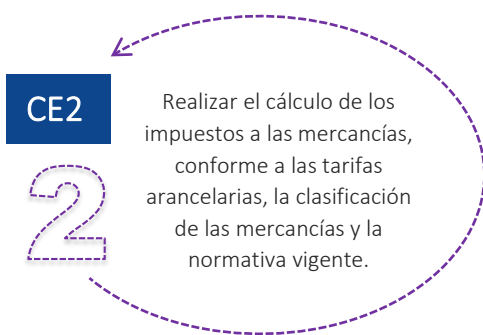 CE2
2
Realizar el cálculo de los
impuestos a las mercancías,
conforme a las tarifas
arancelarias, la clasificación
de las mercancías y la
normativa vigente.